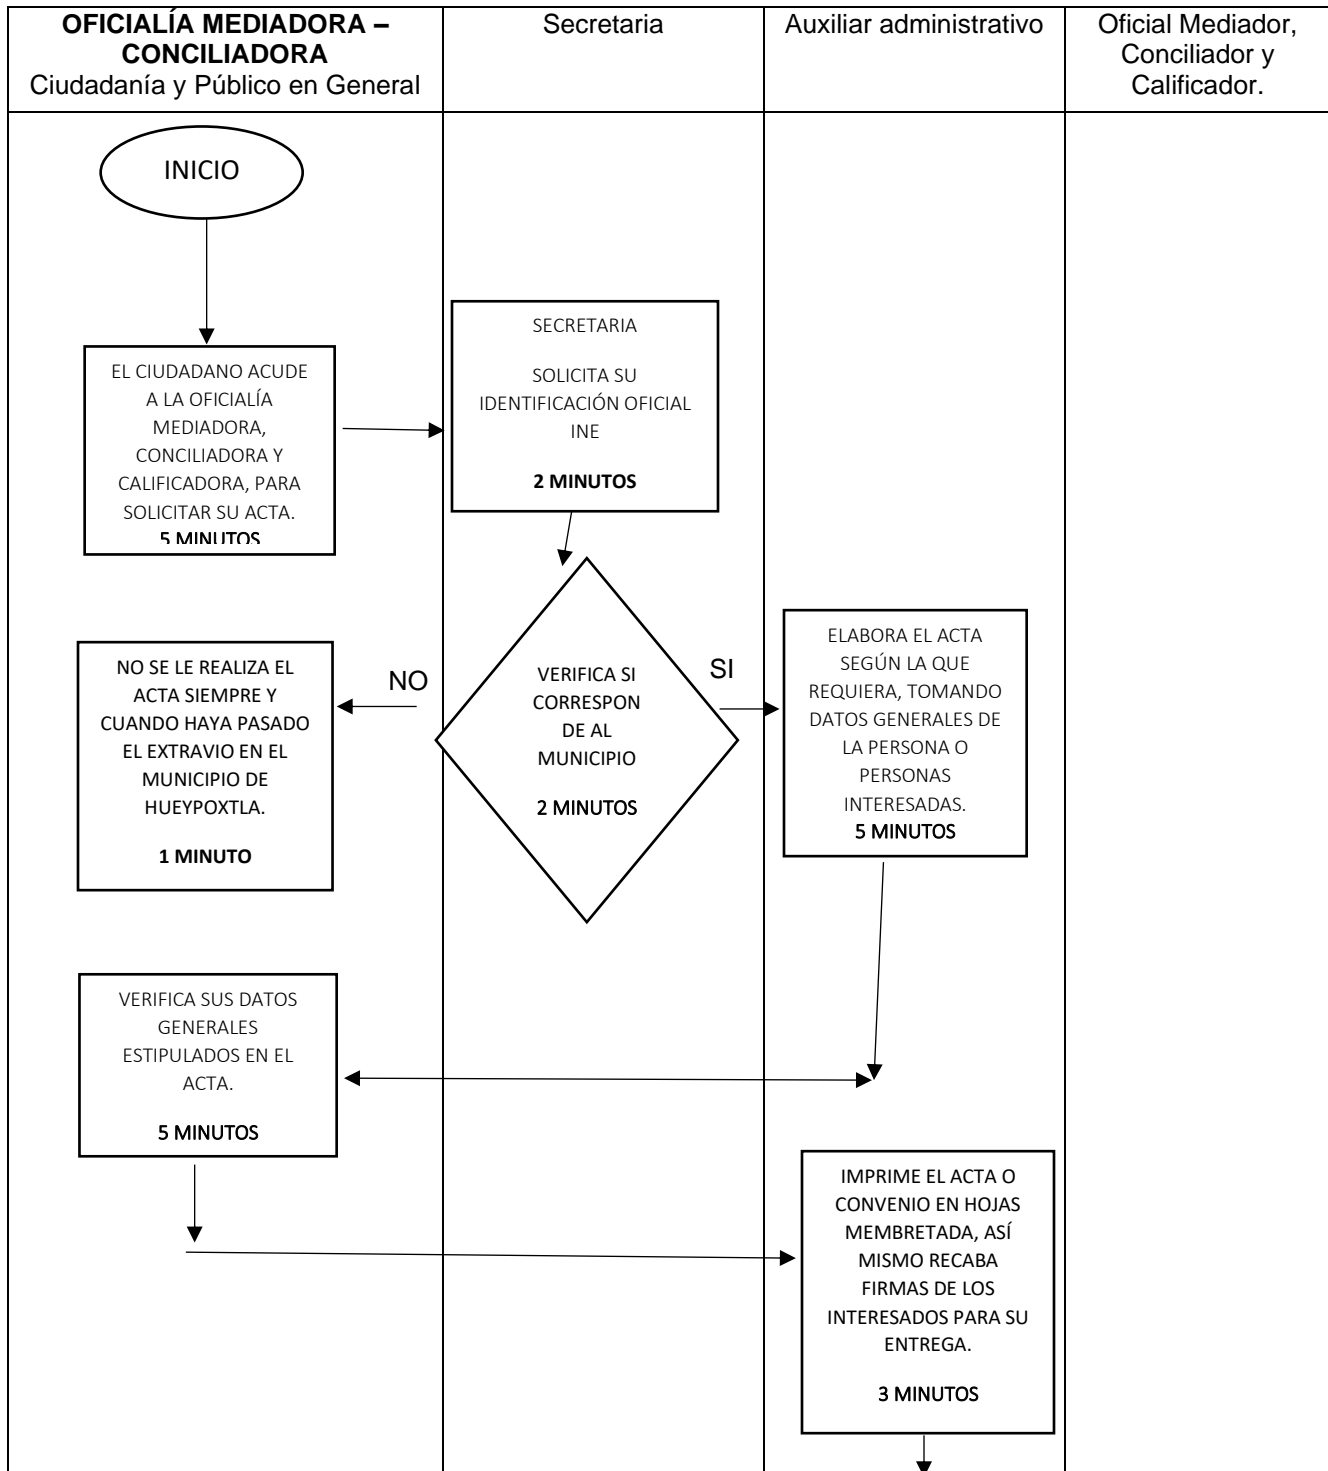 OFICIALÍA MEDIADORA –
CONCILIADORA
Ciudadanía y Público en General
Secretaria
Auxiliar administrativo
Oficial Mediador,
Conciliador y
Calificador.
INICIO
EL CIUDADANO ACUDE
A LA OFICIALÍA
MEDIADORA,
CONCILIADORA Y
CALIFICADORA, PARA
SOLICITAR SU ACTA.
5 MINUTOS
SECRETARIA
SOLICITA SU
IDENTIFICACIÓN OFICIAL
INE
2 MINUTOS
VERIFICA SI
CORRESPON
DE AL
MUNICIPIO
2 MINUTOS
NO
NO SE LE REALIZA EL
ACTA SIEMPRE Y
CUANDO HAYA PASADO
EL EXTRAVIO EN EL
MUNICIPIO DE
HUEYPOXTLA.
1 MINUTO
SI
ELABORA EL ACTA
SEGÚN LA QUE
REQUIERA, TOMANDO
DATOS GENERALES DE
LA PERSONA O
PERSONAS
INTERESADAS.
5 MINUTOS
VERIFICA SUS DATOS
GENERALES
ESTIPULADOS EN EL
ACTA.
5 MINUTOS
IMPRIME EL ACTA O
CONVENIO EN HOJAS
MEMBRETADA, ASÍ
MISMO RECABA
FIRMAS DE LOS
INTERESADOS PARA SU
ENTREGA.
3 MINUTOS